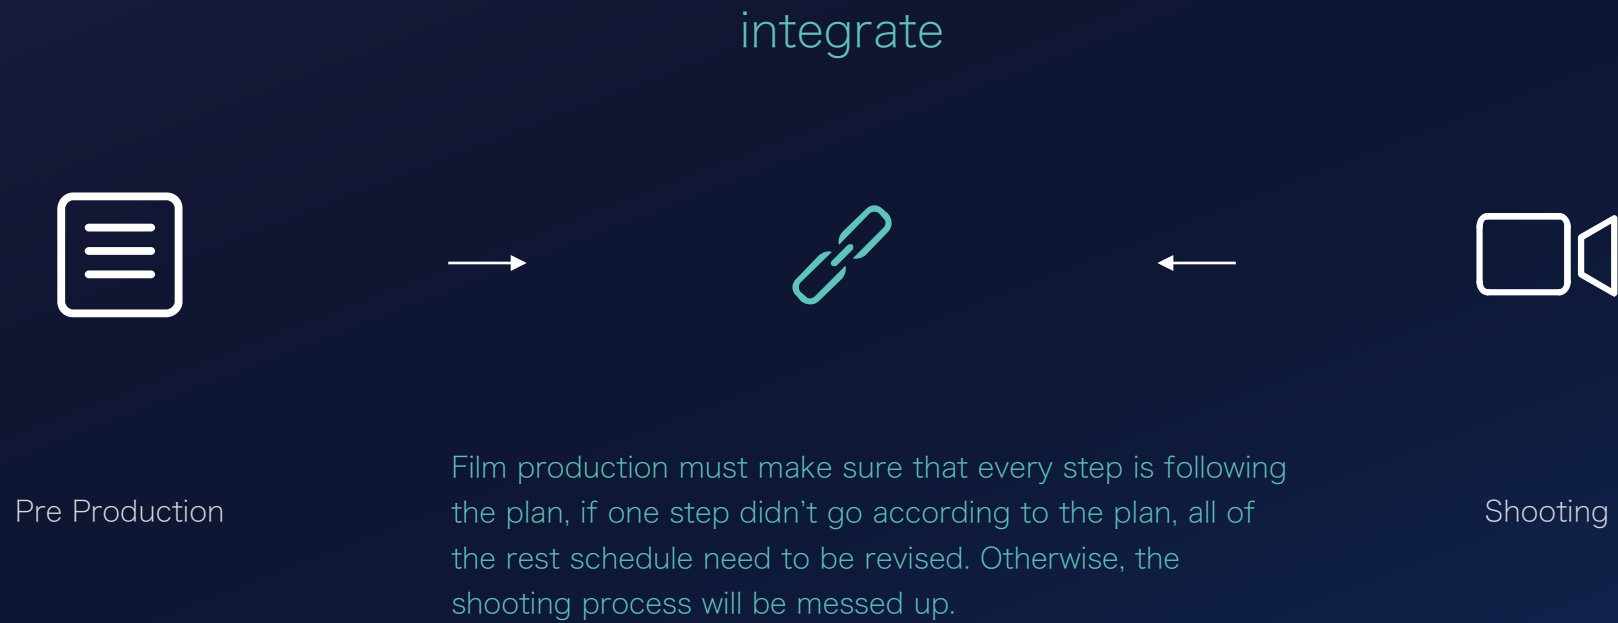 integrate
Film production must make sure that every step is following
Pre Production
the plan, if one step didn't go according to the plan, all of
Shooting
the rest schedule need to be revised. Otherwise, the
shooting process will be messed up.